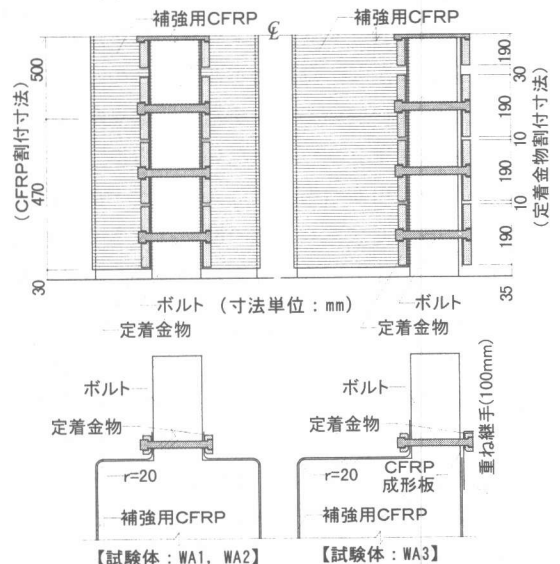 補強用CFRP
℄
補強用CFRP
500
470
30
(CFRP割付寸法)
190
30
190
10
190
10
190
35
(定着金物割付寸法)
ボルト (寸法単位：mm)
ボルト
定着金物
定着金物
ボルト
定着金物
r=20
補強用CFRP
【試験体：WA1, WA2】
ボルト
定着金物
重ね継手(100mm)
r=20
CFRP
成形板
補強用CFRP
【試験体：WA3】